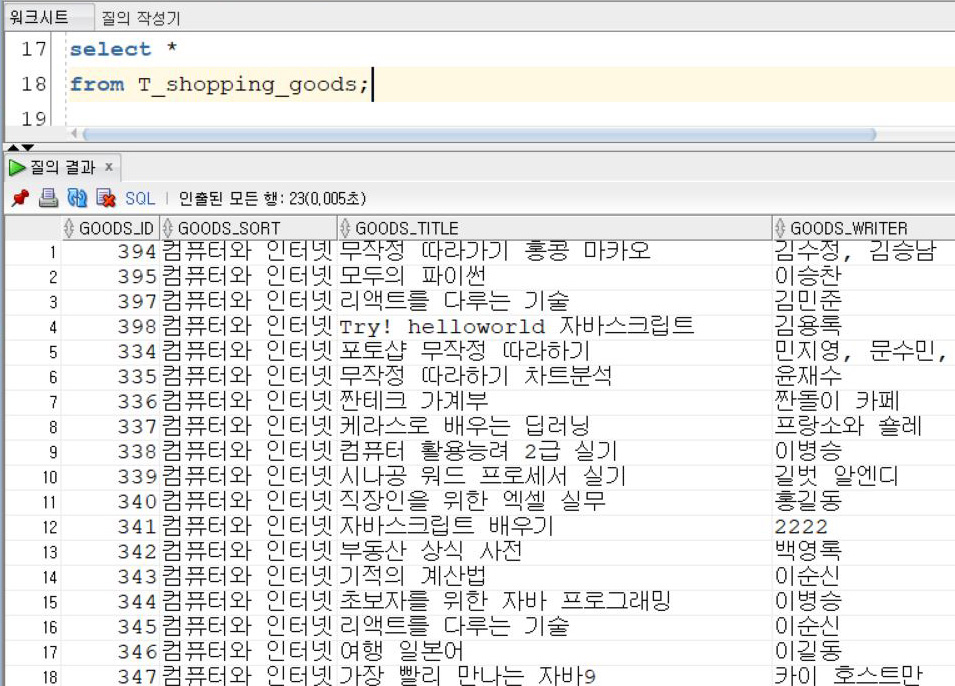 워크시트 질의 작성기
17 select *
18 from T_shopping_goods;
19
질의 결과 x
SQL | 인출된 모든 행: 23(0,005초)
GOODS_ID GOODS_SORT GOODS_TITLE GOODS_WRITER
1 394 컴퓨터와 인터넷 무작정 따라가기 홍콩 마카오 김수정, 김승남
2 395 컴퓨터와 인터넷 모두의 파이썬 이승찬
3 397 컴퓨터와 인터넷 리액트를 다루는 기술 김민준
4 398 컴퓨터와 인터넷 Try! helloworld 자바스크립트 김용록
5 334 컴퓨터와 인터넷 포토샵 무작정 따라하기 민지영, 문수민,
6 335 컴퓨터와 인터넷 무작정 따라하기 차트분석 윤재수
7 336 컴퓨터와 인터넷 짠테크 가계부 짠돌이 카페
8 337 컴퓨터와 인터넷 케라스로 배우는 딥러닝 프랑소와 숄레
9 338 컴퓨터와 인터넷 컴퓨터 활용능려 2급 실기 이병승
10 339 컴퓨터와 인터넷 시나공 워드 프로세서 실기 길벗 알엔디
11 340 컴퓨터와 인터넷 직장인을 위한 엑셀 실무 홍길동
12 341 컴퓨터와 인터넷 자바스크립트 배우기 2222
13 342 컴퓨터와 인터넷 부동산 상식 사전 백영록
14 343 컴퓨터와 인터넷 기적의 계산법 이순신
15 344 컴퓨터와 인터넷 초보자를 위한 자바 프로그래밍 이병승
16 345 컴퓨터와 인터넷 리액트를 다루는 기술 이순신
17 346 컴퓨터와 인터넷 여행 일본어 이길동
18 347 컴퓨터와 인터넷 가장 빨리 만나는 자바9 카이 호스트만